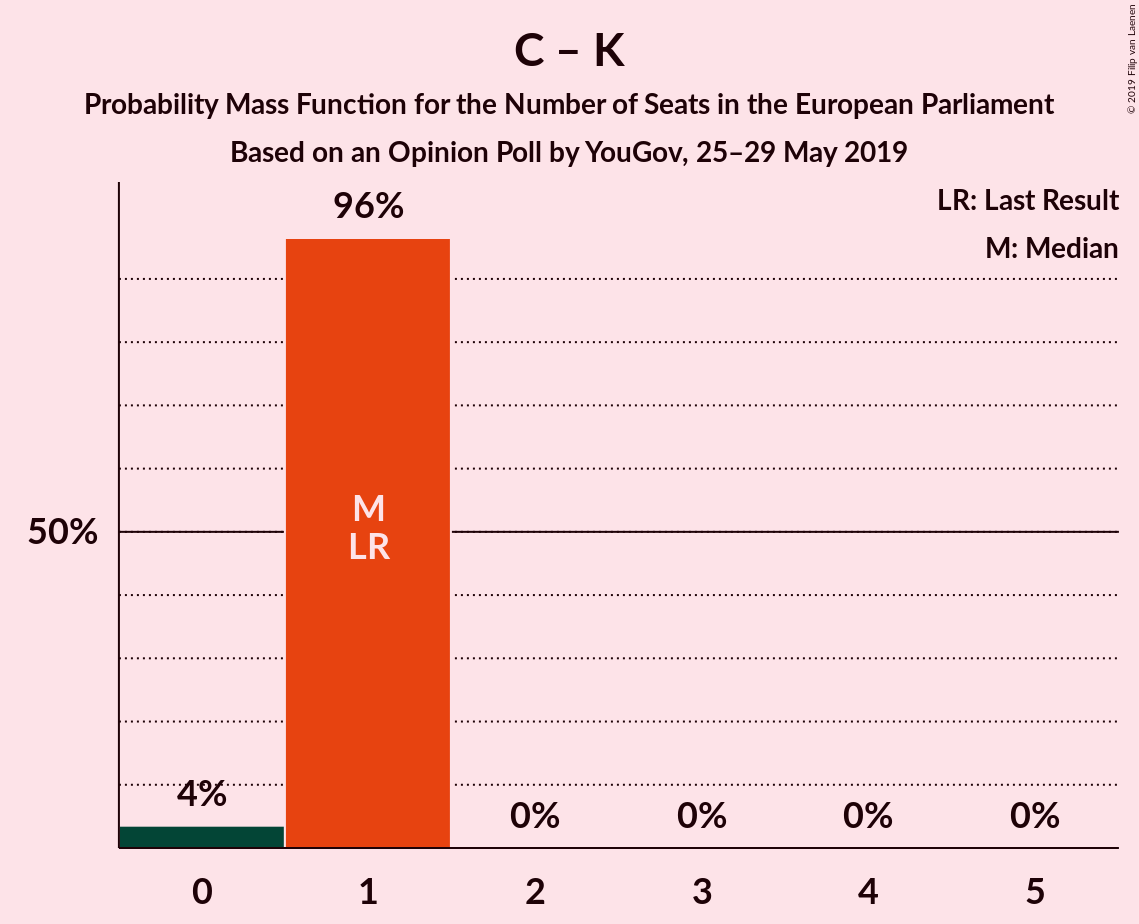 C – K
Probability Mass Function for the Number of Seats in the European Parliament
Based on an Opinion Poll by YouGov, 25–29 May 2019
© 2019 Filip van Laenen
LR: Last Result
M: Median
96%
M
LR
50%
4%
0%
0%
0%
0%
0
1
2
3
4
5